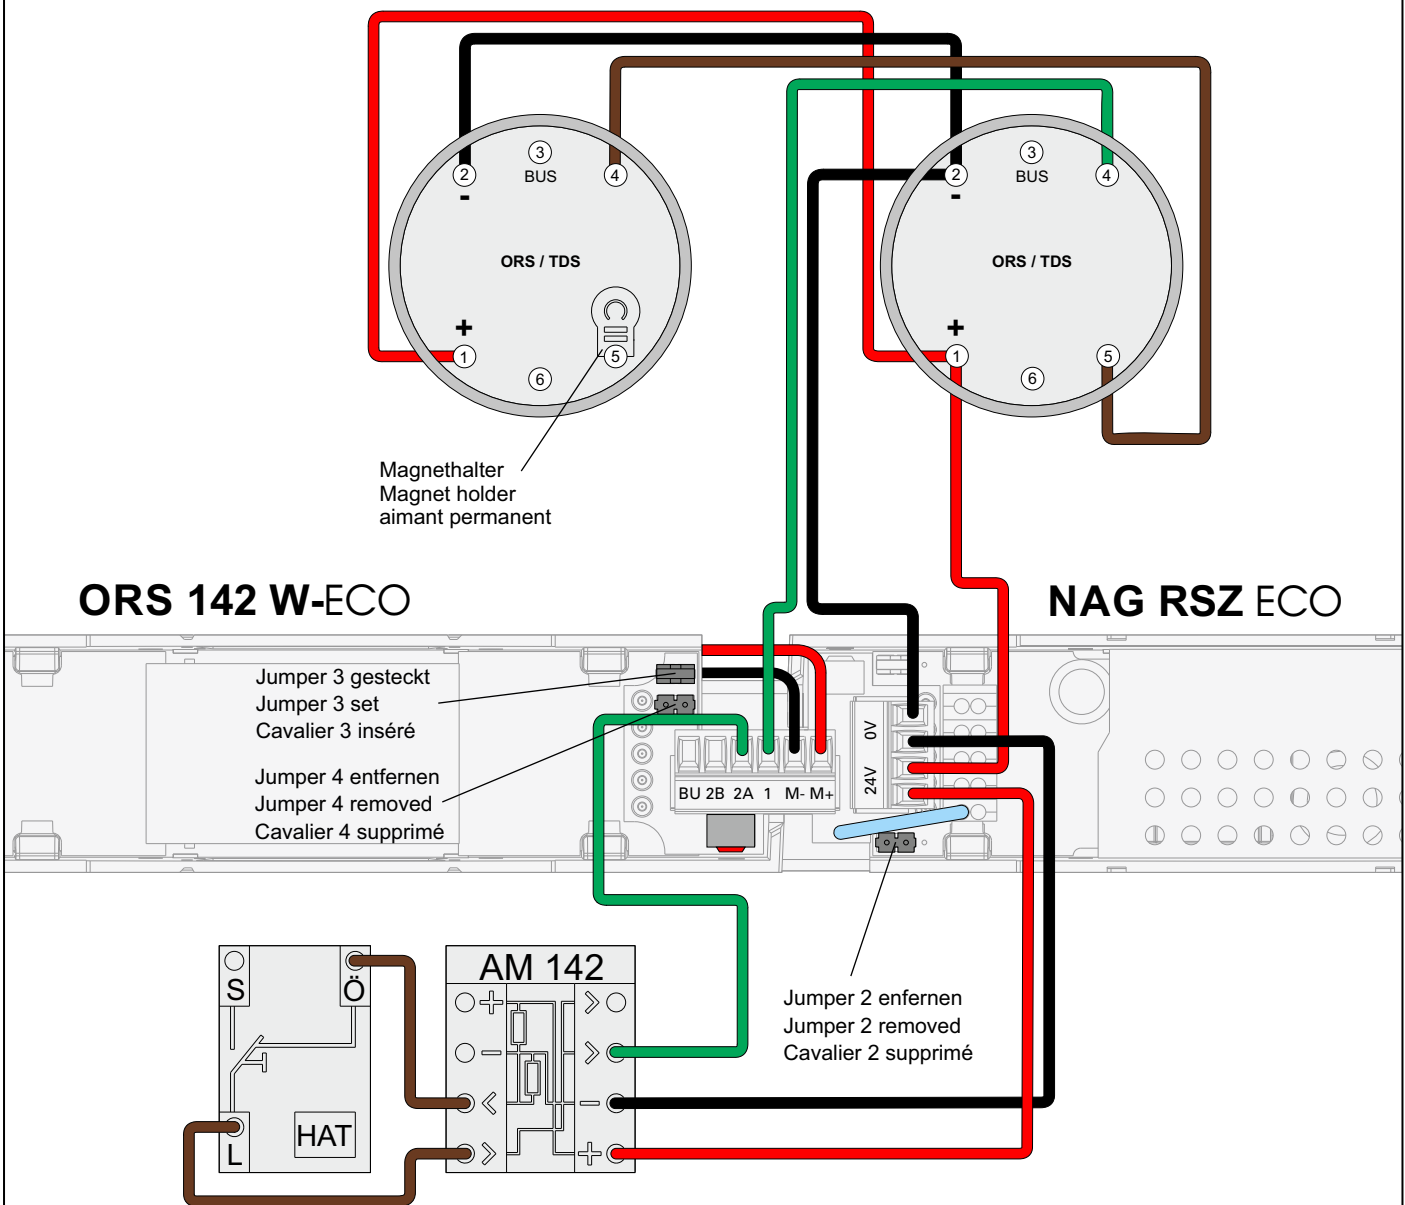 3
BUS
2
4
-
ORS / TDS
+
1
5
6
3
BUS
2
4
-
ORS / TDS
+
1
5
6
Magnethalter
Magnet holder
aimant permanent
ORS 142 W-ECO
NAG RSZ ECO
Jumper 3 gesteckt
Jumper 3 set
Cavalier 3 inséré
Jumper 4 entfernen
Jumper 4 removed
Cavalier 4 supprimé
BU 2B 2A 1 M- M+
0V
24V
Jumper 2 enfernen
Jumper 2 removed
Cavalier 2 supprimé
S
Ö
L
HAT
AM 142
+ >
- >
< -
> +